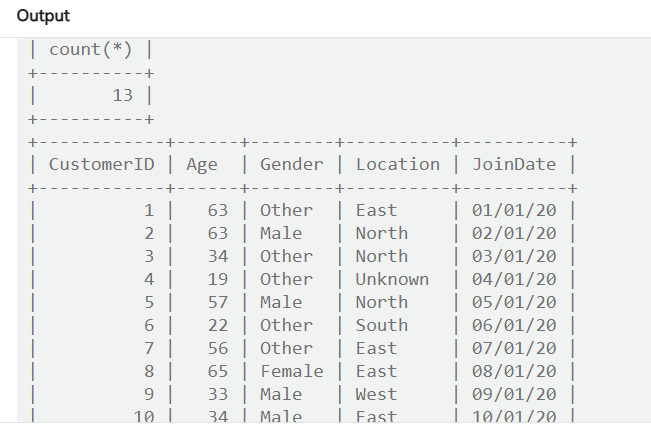 Output
| count(*) |
+----------+
|       13 |
+----------+
+------------+------+--------+----------+----------+
| CustomerID | Age  | Gender | Location | JoinDate |
+------------+------+--------+----------+----------+
|          1 |   63 | Other  | East     | 01/01/20 |
|          2 |   63 | Male   | North    | 02/01/20 |
|          3 |   34 | Other  | North    | 03/01/20 |
|          4 |   19 | Other  | Unknown  | 04/01/20 |
|          5 |   57 | Male   | North    | 05/01/20 |
|          6 |   22 | Other  | South    | 06/01/20 |
|          7 |   56 | Other  | East     | 07/01/20 |
|          8 |   65 | Female | East     | 08/01/20 |
|          9 |   33 | Male   | West     | 09/01/20 |
|         10 |   34 | Male   | East     | 10/01/20 |